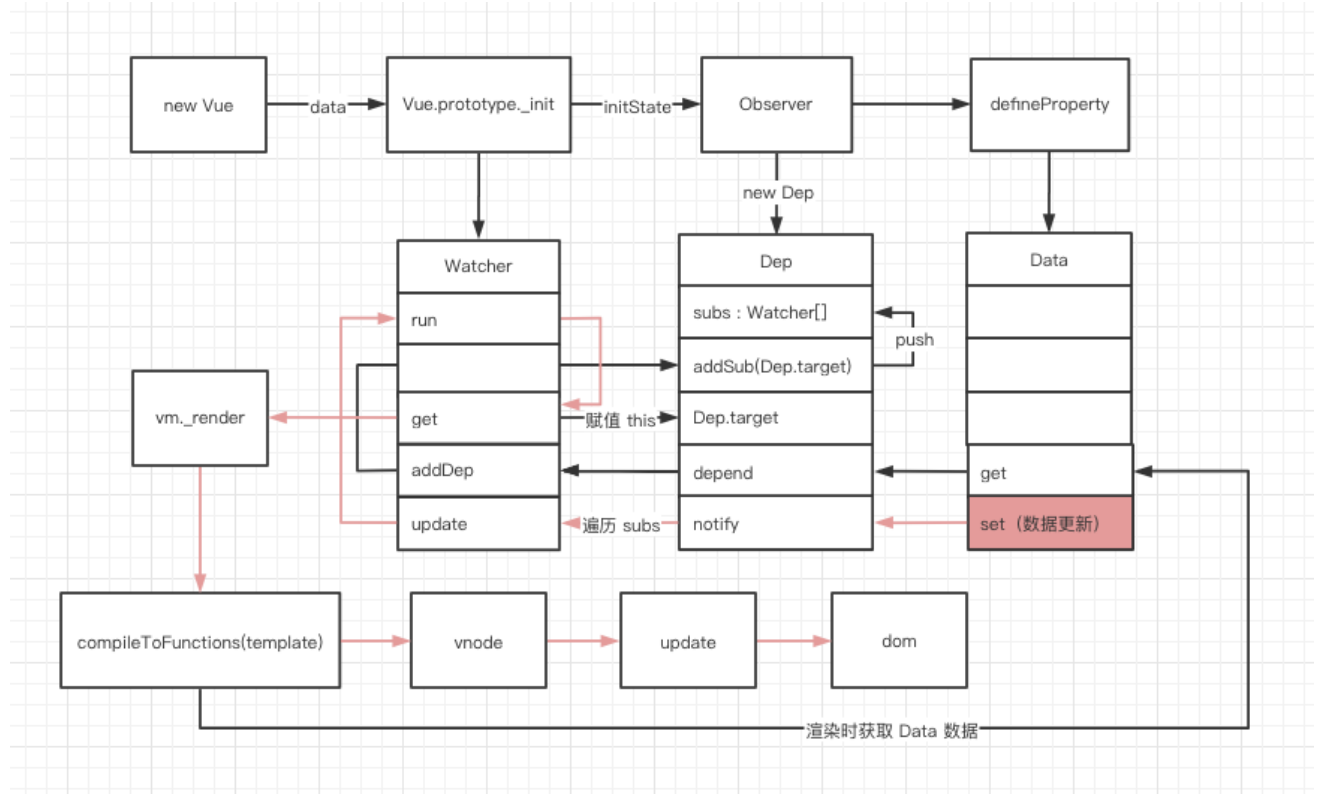 new Vue
data
Vue.prototype._init
initState
Observer
defineProperty
new Dep
Watcher
run
get
addDep
update
Dep
subs : Watcher[]
addSub(Dep.target)
push
赋值 this
Dep.target
depend
notify
遍历 subs
Data
get
set（数据更新）
vm._render
compileToFunctions(template)
vnode
update
dom
渲染时获取 Data 数据